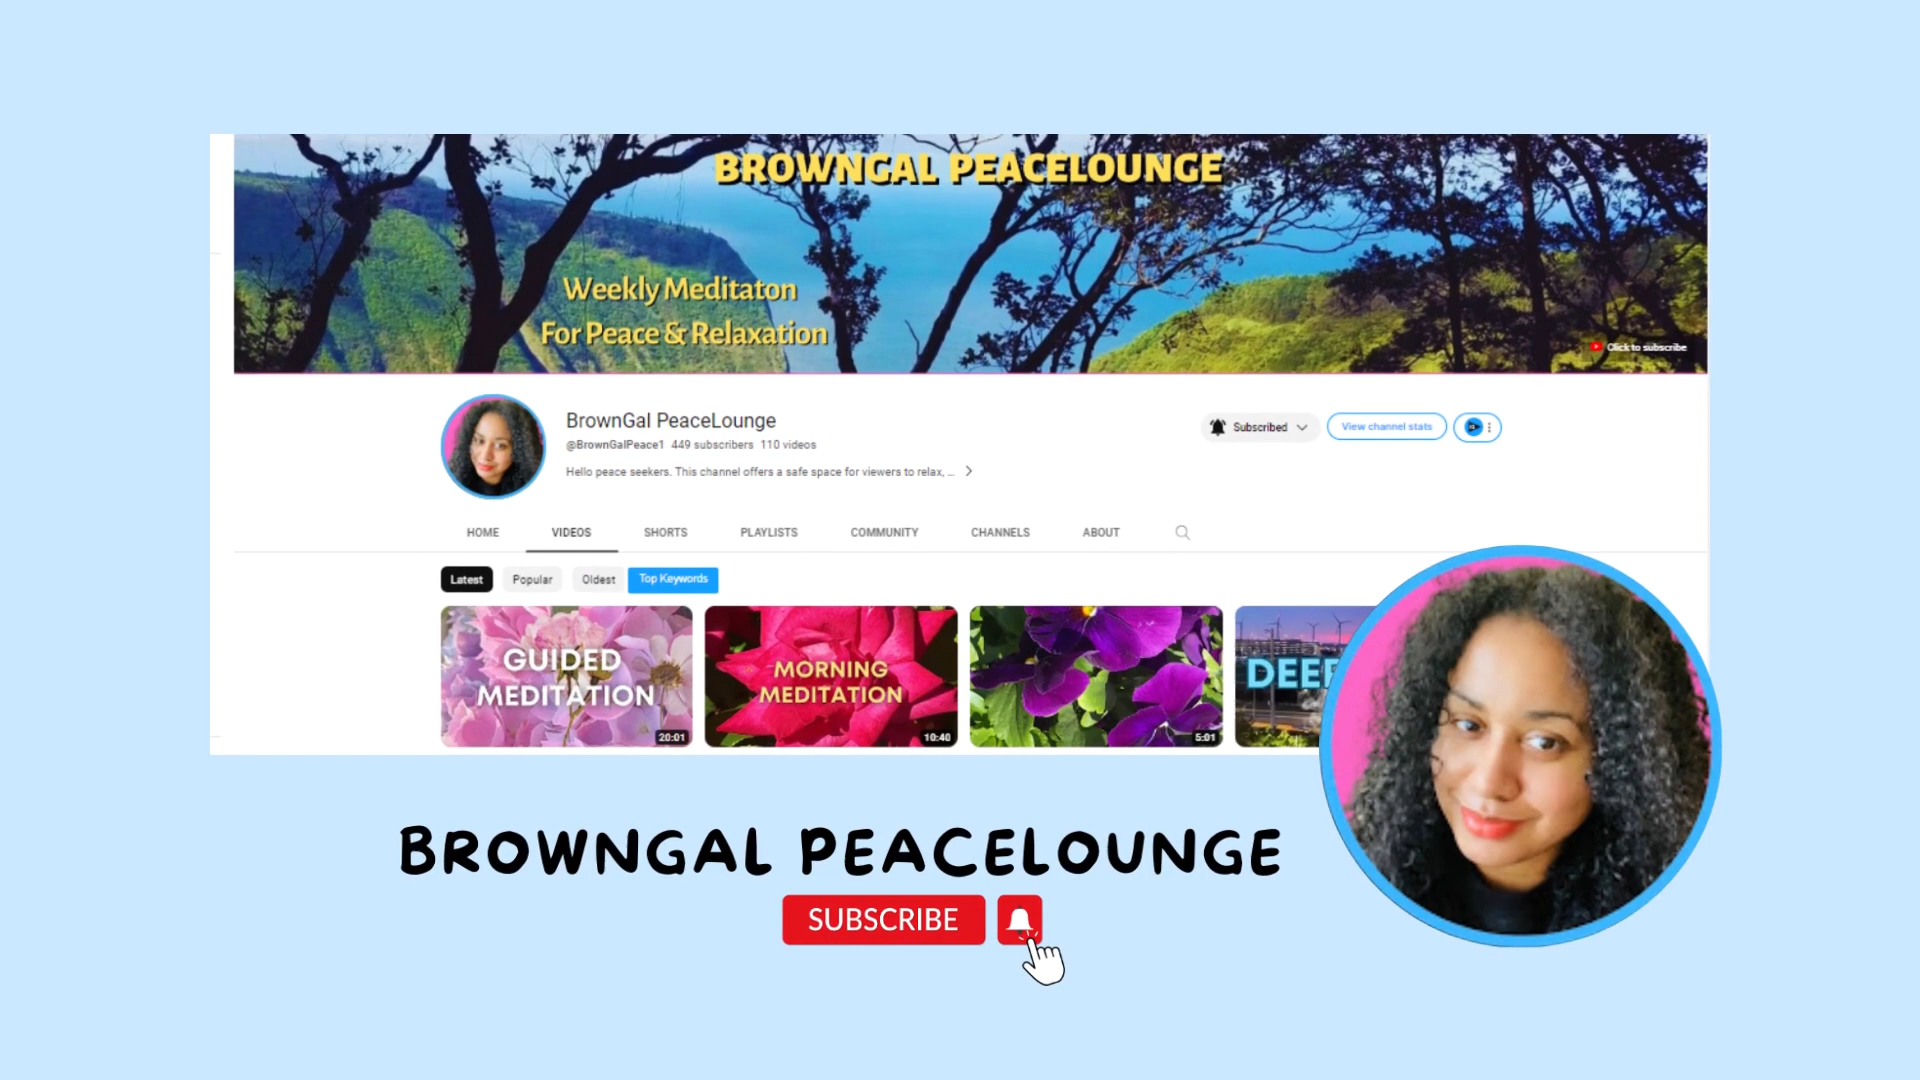 BROWNGAL PEACELOUNGE
Weekly Meditaton
For Peace & Relaxation
Click to subscribe
BrownGal PeaceLounge
@BrownGalPeace1 449 subscribers 110 videos
Hello peace seekers. This channel offers a safe space for viewers to relax, ...
Subscribed
View channel stats
HOME VIDEOS SHORTS PLAYLISTS COMMUNITY CHANNELS ABOUT
Latest Popular Oldest Top Keywords
GUIDED
MEDITATION
20:01
MORNING
MEDITATION
10:40
5:01
DEEP
BROWNGAL PEACELOUNGE
SUBSCRIBE